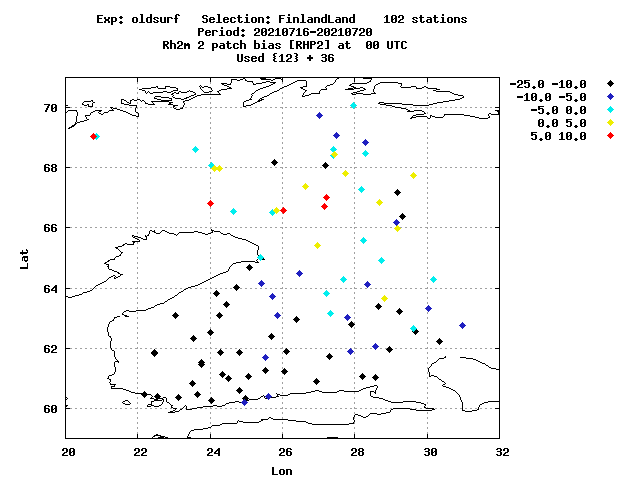 Exp: oldsurf   Selection: FinlandLand    102 stations
Period: 20210716-20210720
Rh2m 2 patch bias [RHP2] at  00 UTC
Used {12} + 36
-25.0 -10.0
-10.0 -5.0
-5.0 0.0
0.0 5.0
5.0 10.0
70
68
66
64
62
60
Lat
20 22 24 26 28 30 32
Lon